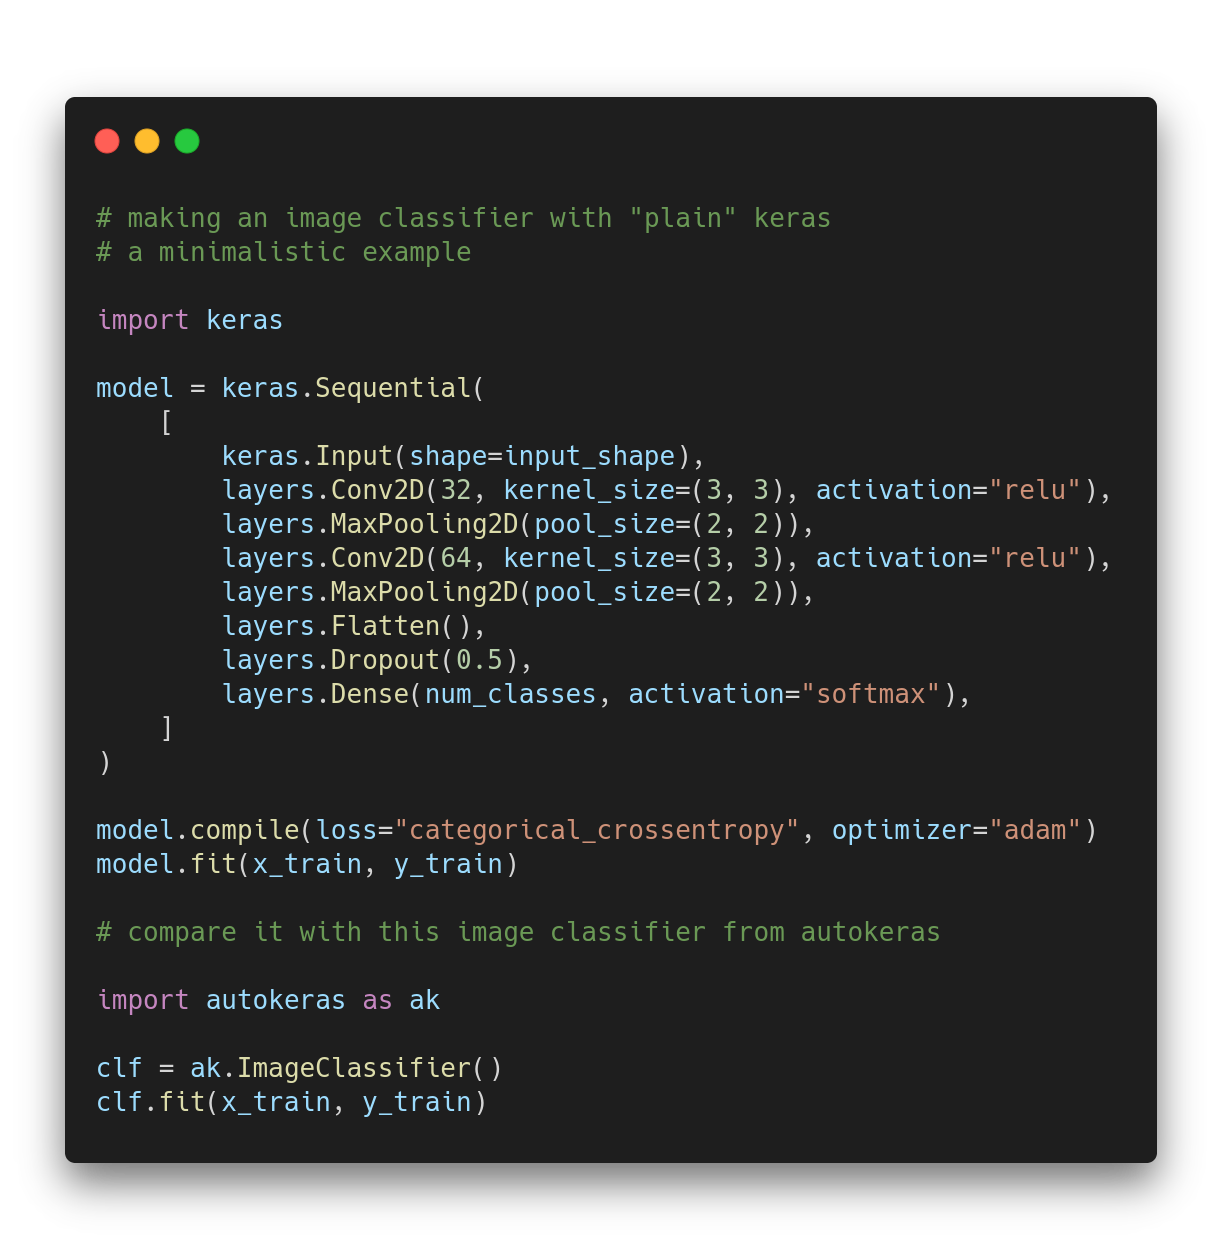 # making an image classifier with "plain" keras
# a minimalistic example

import keras

model = keras.Sequential(
    [
        keras.Input(shape=input_shape),
        layers.Conv2D(32, kernel_size=(3, 3), activation="relu"),
        layers.MaxPooling2D(pool_size=(2, 2)),
        layers.Conv2D(64, kernel_size=(3, 3), activation="relu"),
        layers.MaxPooling2D(pool_size=(2, 2)),
        layers.Flatten(),
        layers.Dropout(0.5),
        layers.Dense(num_classes, activation="softmax"),
    ]
)

model.compile(loss="categorical_crossentropy", optimizer="adam")
model.fit(x_train, y_train)

# compare it with this image classifier from autokeras

import autokeras as ak

clf = ak.ImageClassifier()
clf.fit(x_train, y_train)